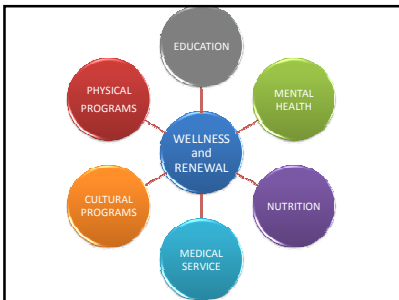 EDUCATION
PHYSICAL
PROGRAMS
MENTAL
HEALTH
WELLNESS
and
RENEWAL
CULTURAL
PROGRAMS
NUTRITION
MEDICAL
SERVICE